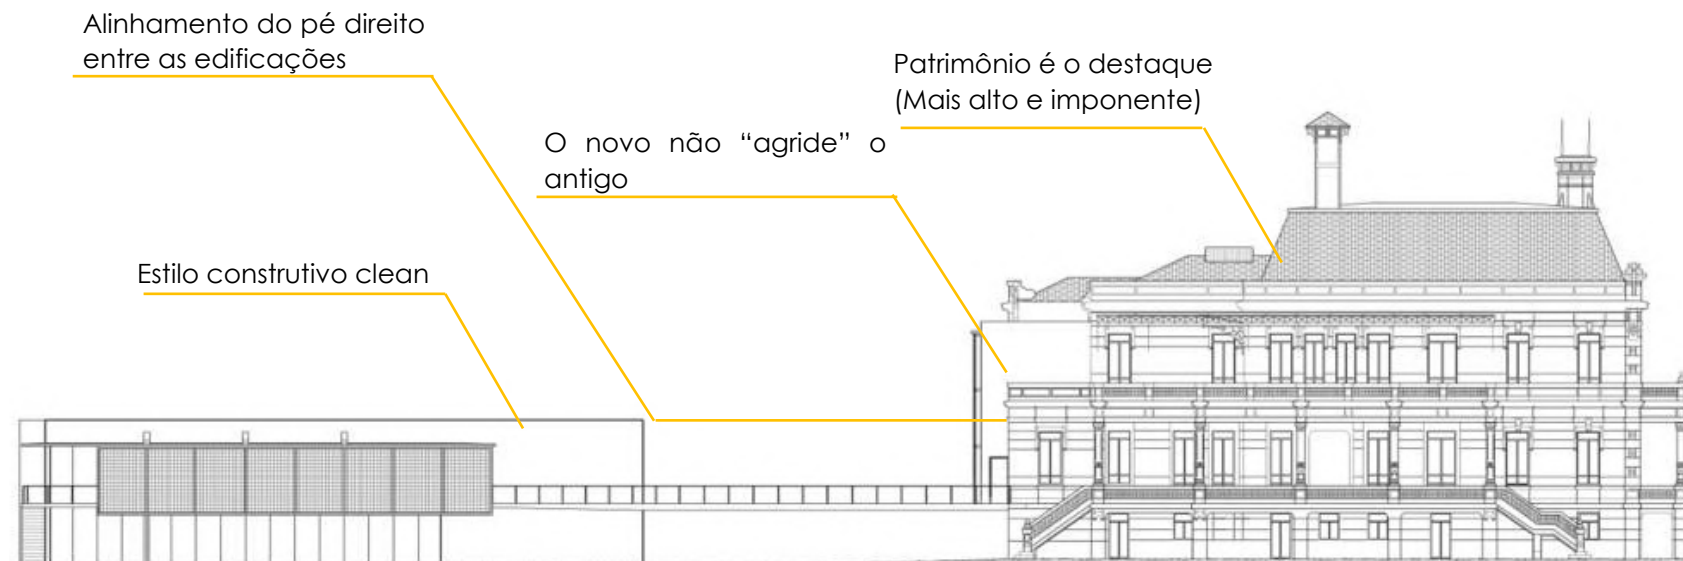 Alinhamento do pé direito
entre as edificações
Patrimônio é o destaque
(Mais alto e imponente)
O novo não “agride” o
antigo
Estilo construtivo clean